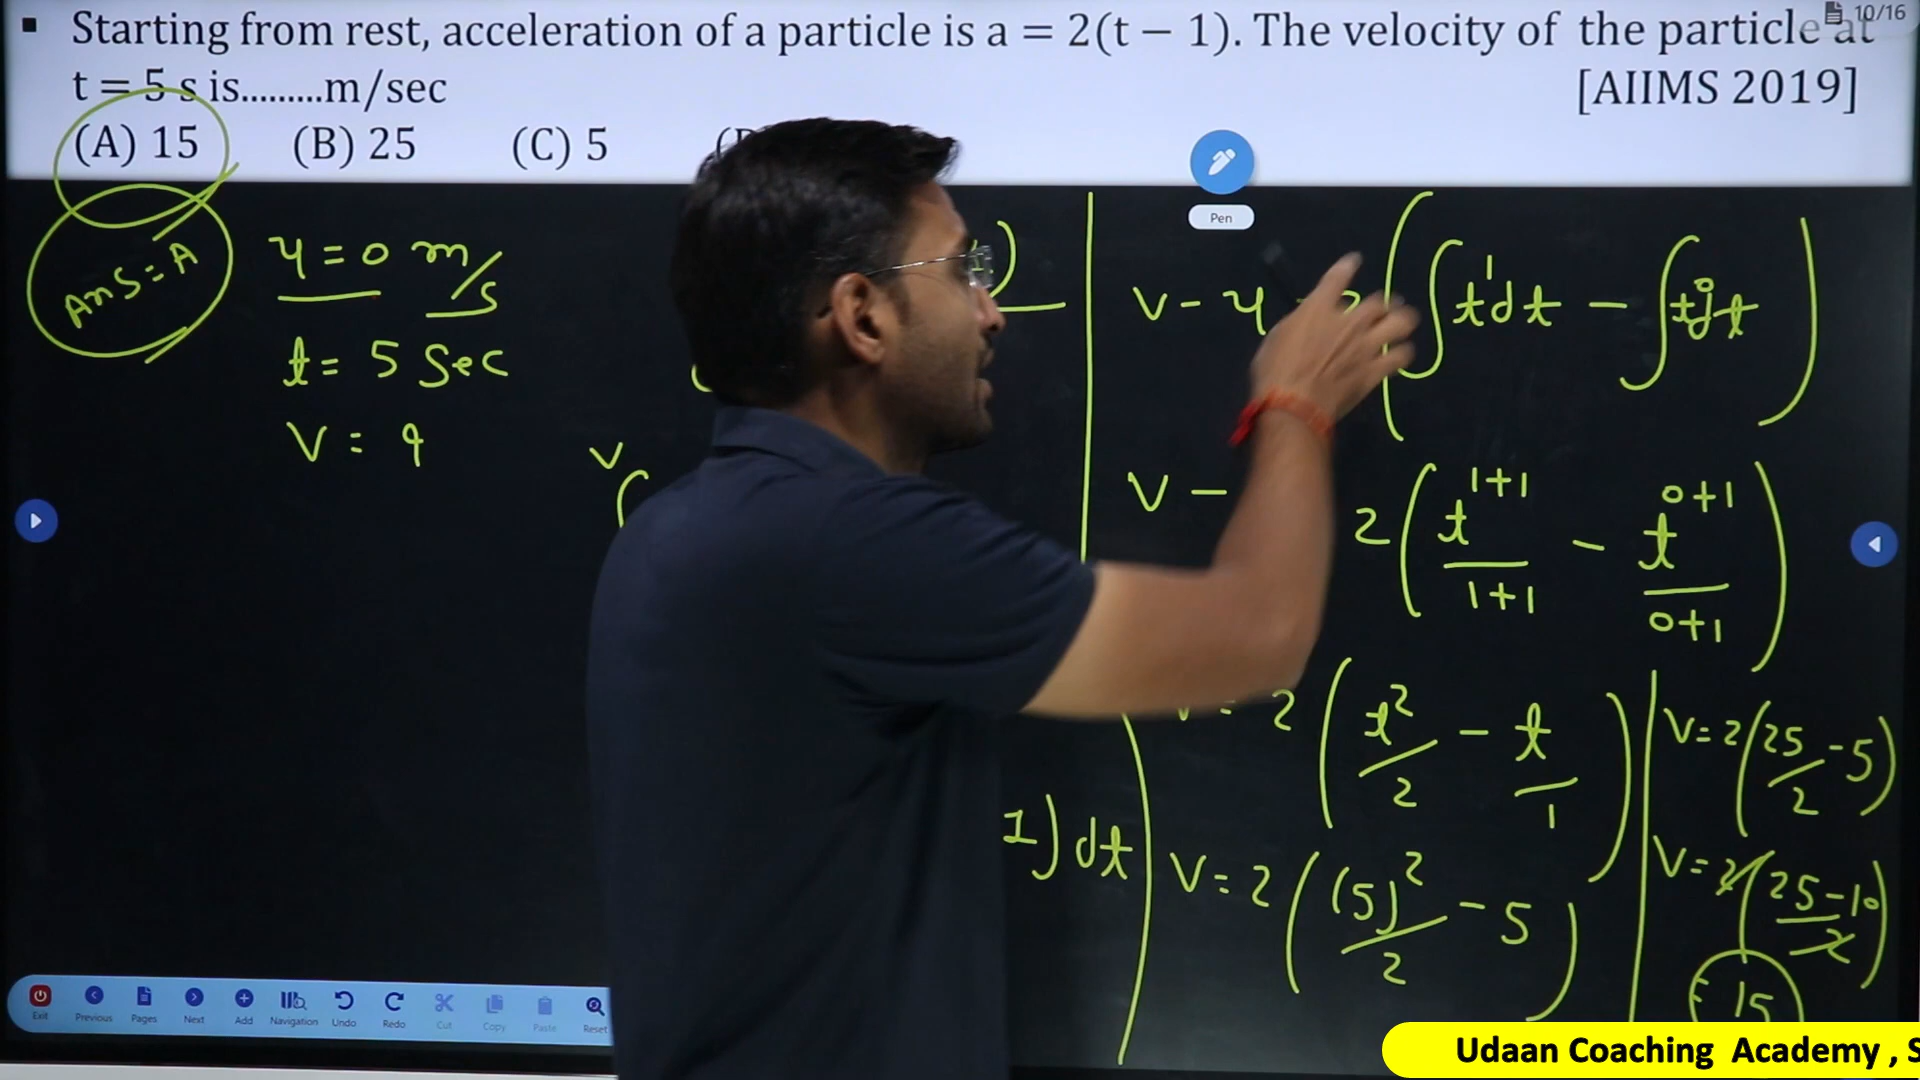 ▪ Starting from rest, acceleration of a particle is a = 2(t − 1). The velocity of the particle at
10/16
t = 5 s is.........m/sec [AIIMS 2019]
(A) 15 (B) 25 (C) 5
Pen
Ans = A
u = 0 m/s
t = 5 Sec
V = ?
v
1)
v - u = 2(∫t¹dt - ∫t⁰dt)
v - 2(t^(1+1)/(1+1) - t^(0+1)/(0+1))
v = 2(t²/2 - t/1)
V = 2(25/2 - 5)
1)dt
V = 2((5)²/2 - 5)
V = 2(25-10/2)
= 15
Exit Previous Pages Next Add Navigation Undo Redo Cut Copy Paste Reset
Udaan Coaching Academy , S